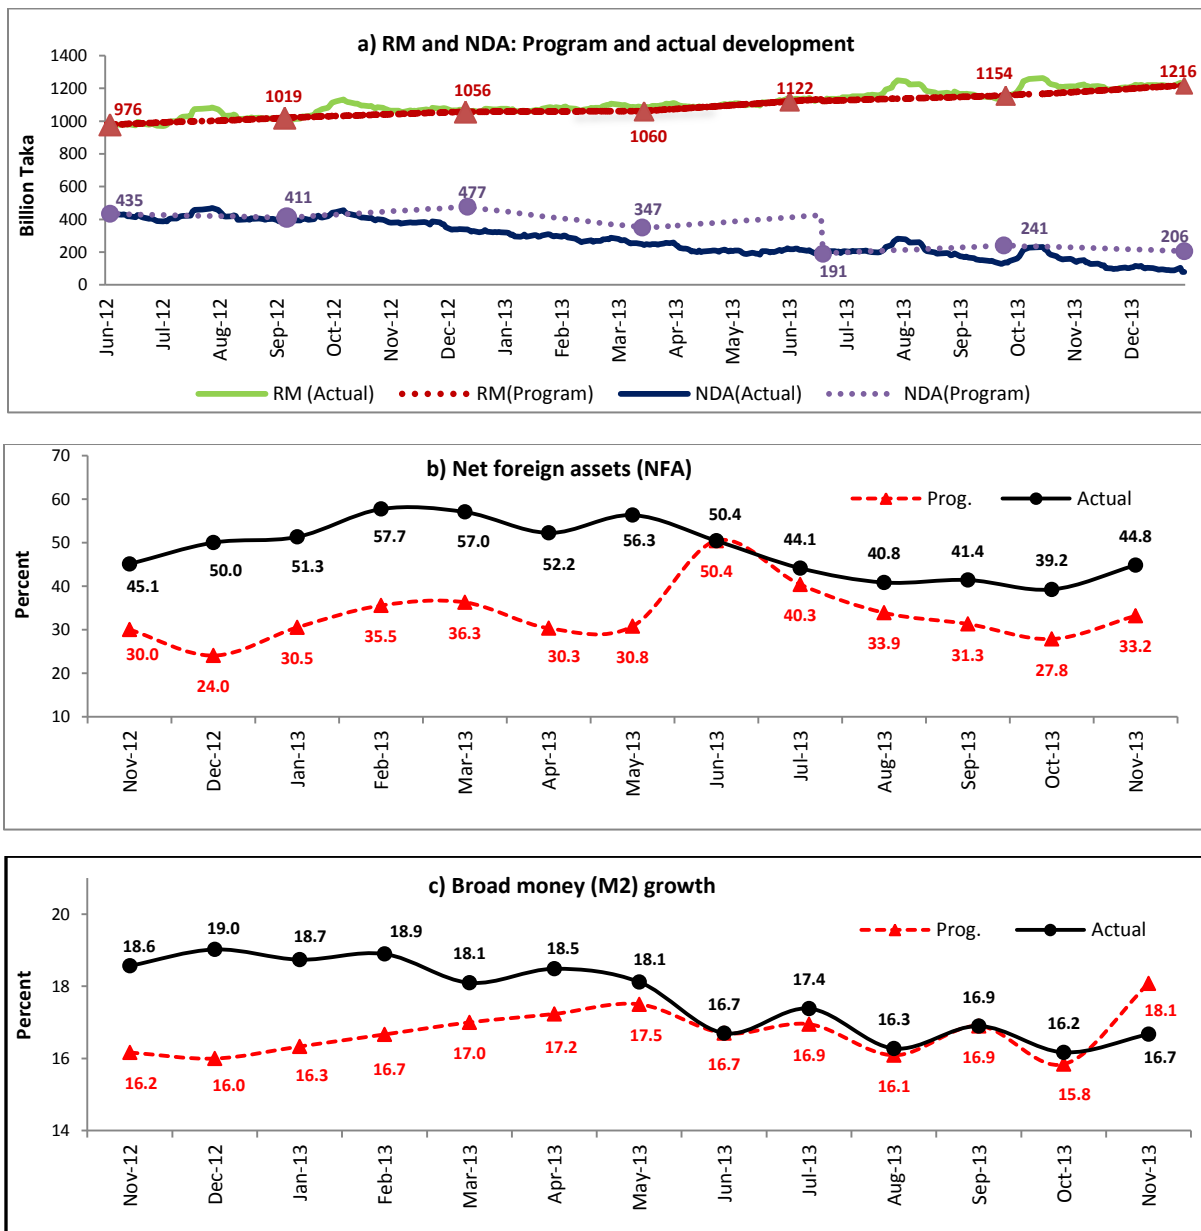 a) RM and NDA: Program and actual development
Billion Taka
1400
1200
1000
800
600
400
200
0
976
1019
1056
1060
1122
1154
1216
435
411
477
347
191
241
206
Jun-12
Jul-12
Aug-12
Sep-12
Oct-12
Nov-12
Dec-12
Jan-13
Feb-13
Mar-13
Apr-13
May-13
Jun-13
Jul-13
Aug-13
Sep-13
Oct-13
Nov-13
Dec-13
RM (Actual) RM(Program) NDA(Actual) NDA(Program)
b) Net foreign assets (NFA)
Prog. Actual
Percent
70
60
50
40
30
20
10
45.1
50.0
51.3
57.7
57.0
52.2
56.3
50.4
44.1
40.8
41.4
39.2
44.8
30.0
24.0
30.5
35.5
36.3
30.3
30.8
50.4
40.3
33.9
31.3
27.8
33.2
Nov-12
Dec-12
Jan-13
Feb-13
Mar-13
Apr-13
May-13
Jun-13
Jul-13
Aug-13
Sep-13
Oct-13
Nov-13
c) Broad money (M2) growth
Prog. Actual
Percent
20
18
16
14
18.6
19.0
18.7
18.9
18.1
18.5
18.1
16.7
17.4
16.3
16.9
16.2
16.7
16.2
16.0
16.3
16.7
17.0
17.2
17.5
16.7
16.9
16.1
16.9
15.8
18.1
Nov-12
Dec-12
Jan-13
Feb-13
Mar-13
Apr-13
May-13
Jun-13
Jul-13
Aug-13
Sep-13
Oct-13
Nov-13